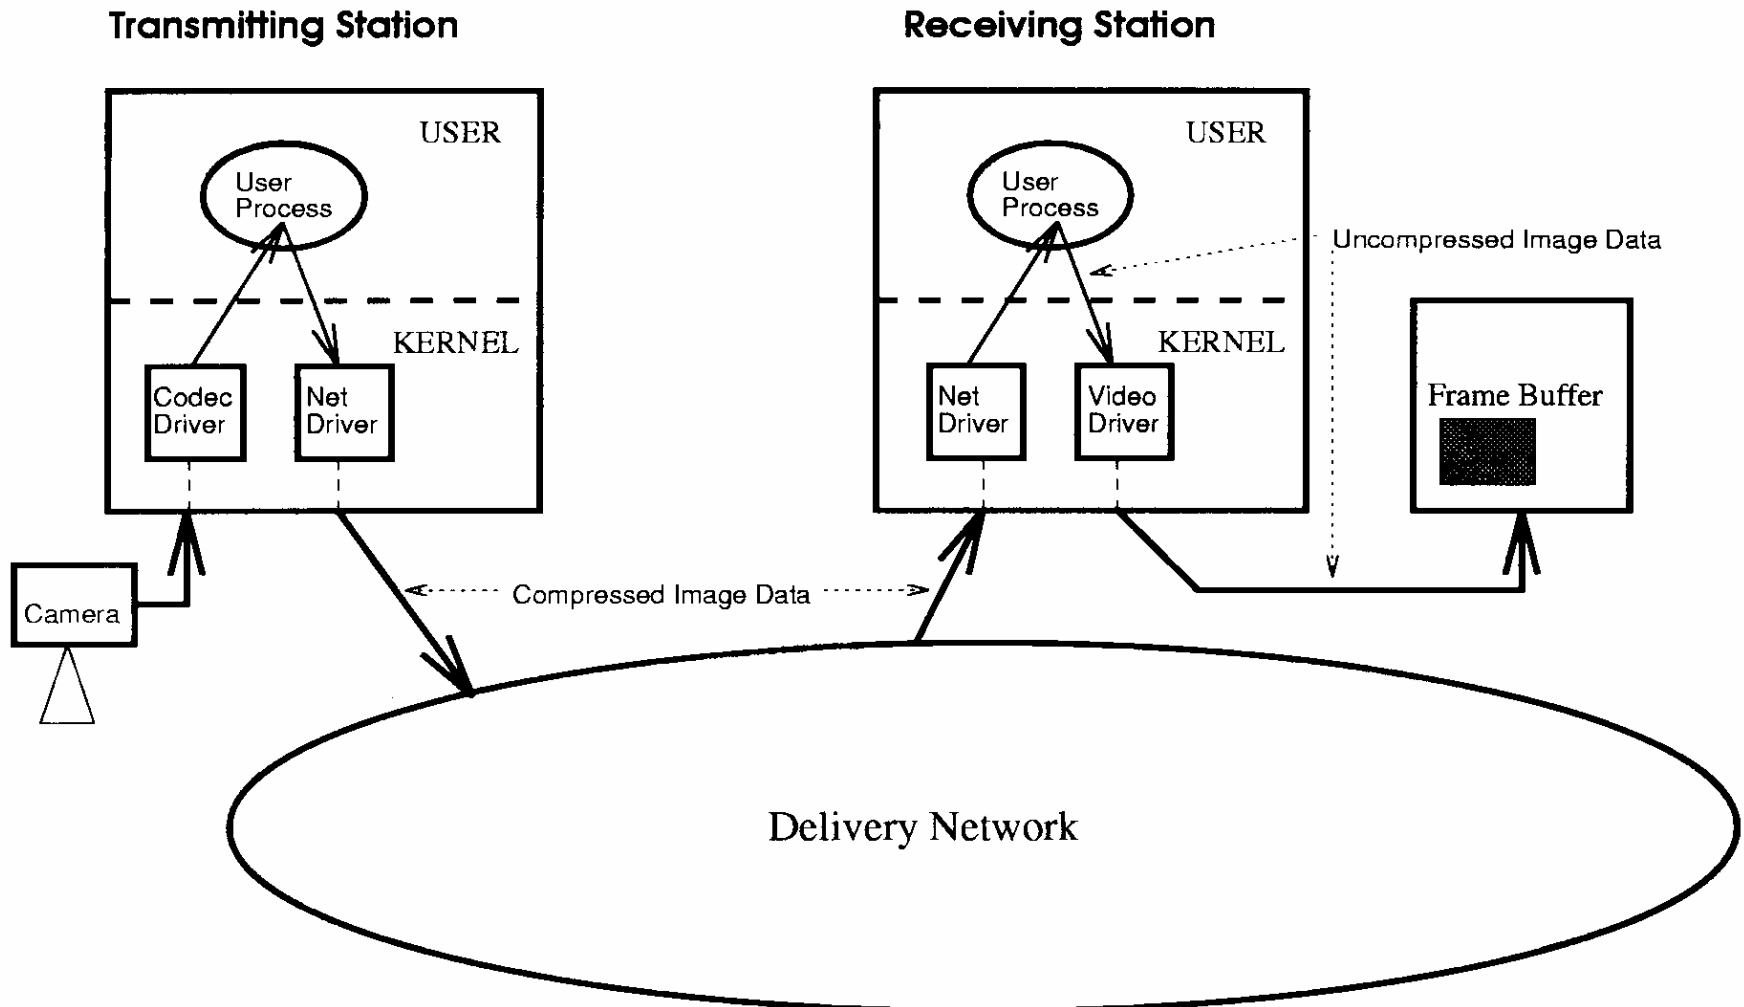 Transmitting Station
Receiving Station
USER
User
Process
KERNEL
Codec
Driver
Net
Driver
Camera
USER
User
Process
Uncompressed Image Data
KERNEL
Net
Driver
Video
Driver
Frame Buffer
Compressed Image Data
Delivery Network